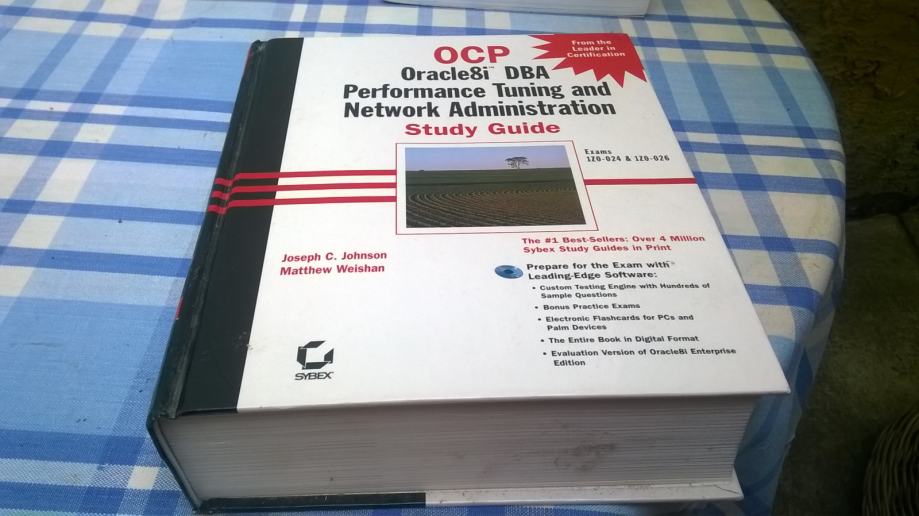 OCP
Oracle8i™ DBA
Performance Tuning and
Network Administration
Study Guide
From the
Leader in
Certification
Exams
1Z0-024 & 1Z0-026
Joseph C. Johnson
Matthew Weishan
The #1 Best-Sellers: Over 4 Million
Sybex Study Guides in Print
Prepare for the Exam with
Leading-Edge Software:
• Custom Testing Engine with Hundreds of
Sample Questions
• Bonus Practice Exams
• Electronic Flashcards for PCs and
Palm Devices
• The Entire Book in Digital Format
• Evaluation Version of Oracle8i Enterprise
Edition
SYBEX